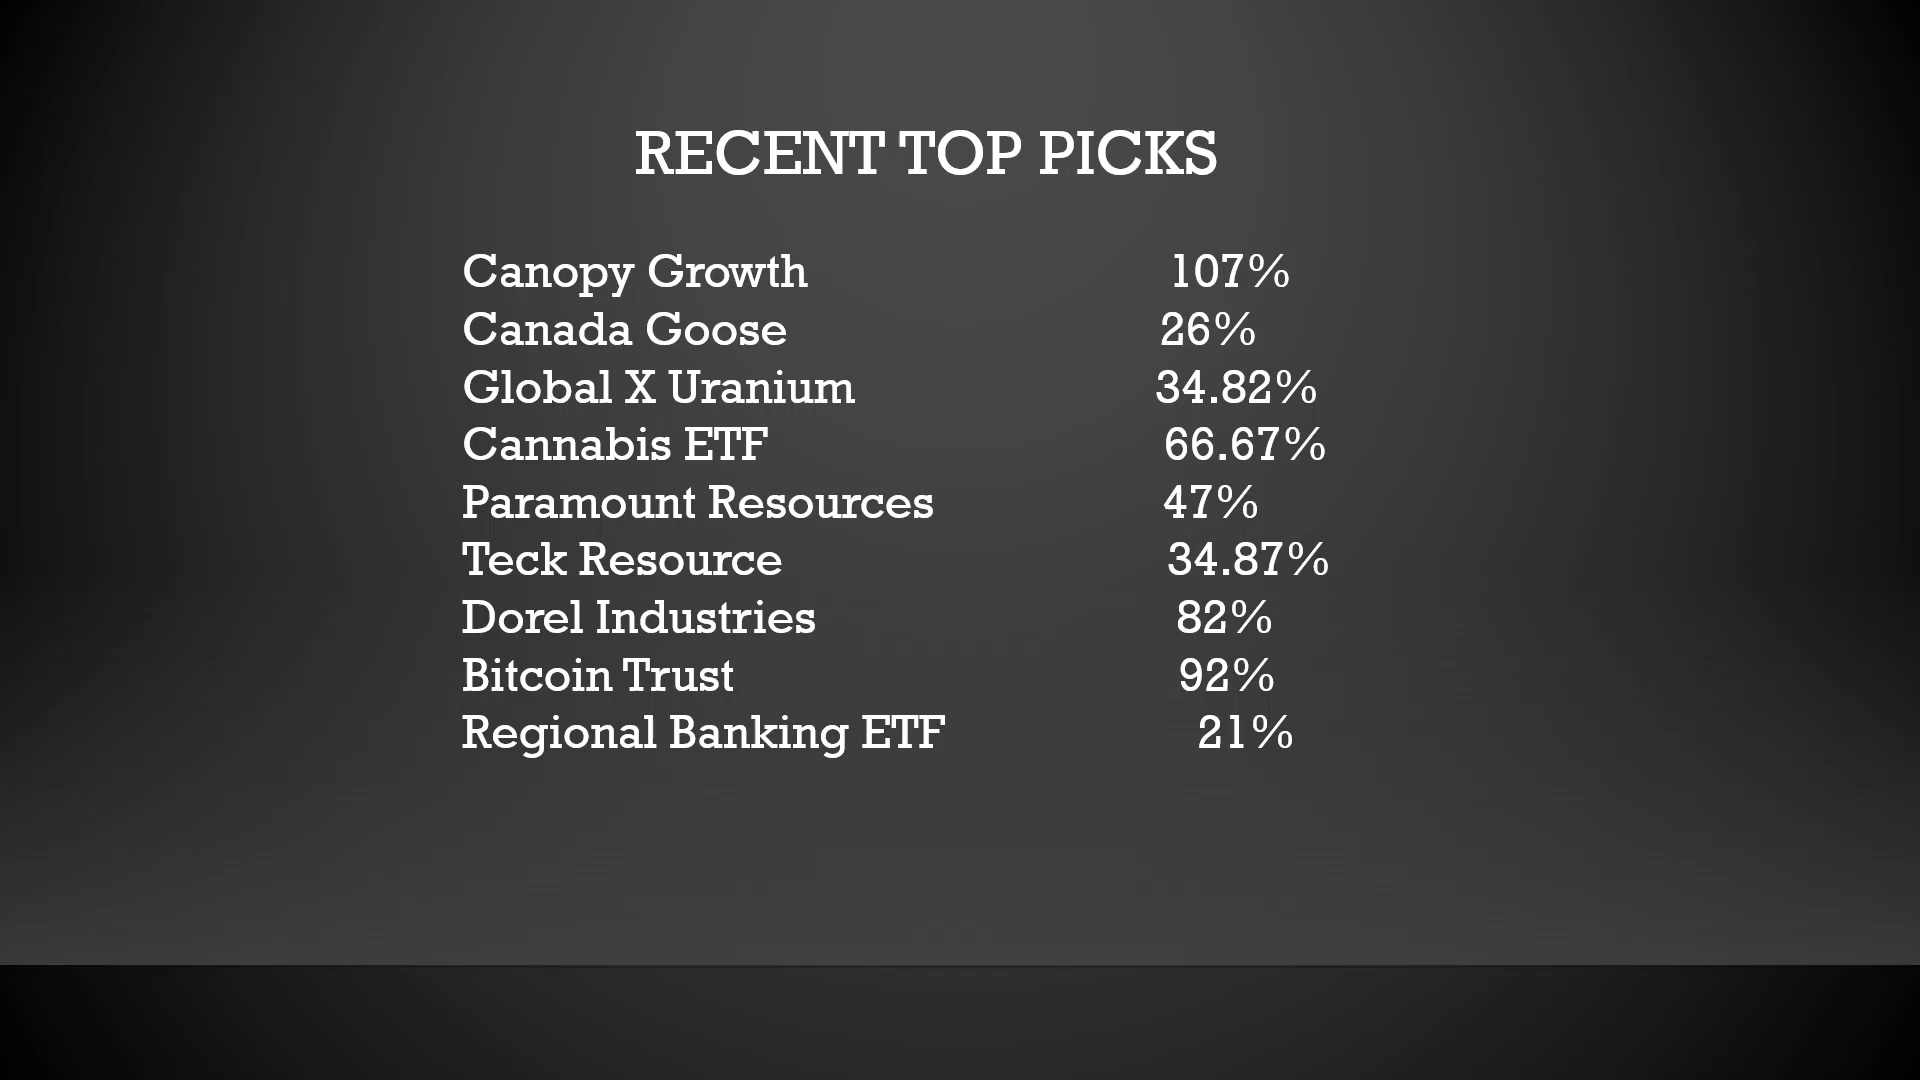 RECENT TOP PICKS
Canopy Growth 107%
Canada Goose 26%
Global X Uranium 34.82%
Cannabis ETF 66.67%
Paramount Resources 47%
Teck Resource 34.87%
Dorel Industries 82%
Bitcoin Trust 92%
Regional Banking ETF 21%